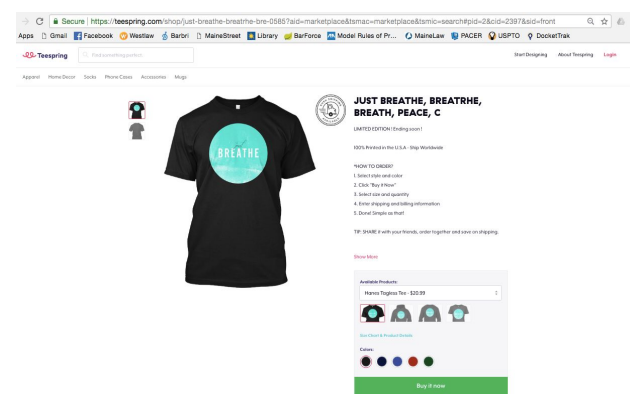 Secure | https://teespring.com/shop/just-breathe-breatrhe-bre-0585?aid=marketplace&tsmac=marketplace&tsmic=search#pid=2&cid=2397&sid=front
Apps Gmail Facebook Westlaw Barbri MaineStreet Library BarForce Model Rules of Pr... MaineLaw PACER USPTO DocketTrak
Teespring
Start Designing About Teespring Login
Apparel Home Decor Socks Phone Cases Accessories Mugs
BREATHE
JUST BREATHE, BREATRHE,
BREATH, PEACE, C
LIMITED EDITION | Ending soon |
100% Printed in the U.S.A - Ship Worldwide
*HOW TO ORDER?
1. Select style and color
2. Click "Buy it Now"
3. Select size and quantity
4. Enter shipping and billing information
5. Done! Simple as that!
TIP: SHARE it with your friends, order together and save on shipping.
Show More
Available Products:
Hanes Tagless Tee - $20.99
Size Chart & Product Details
Colors:
Buy it now